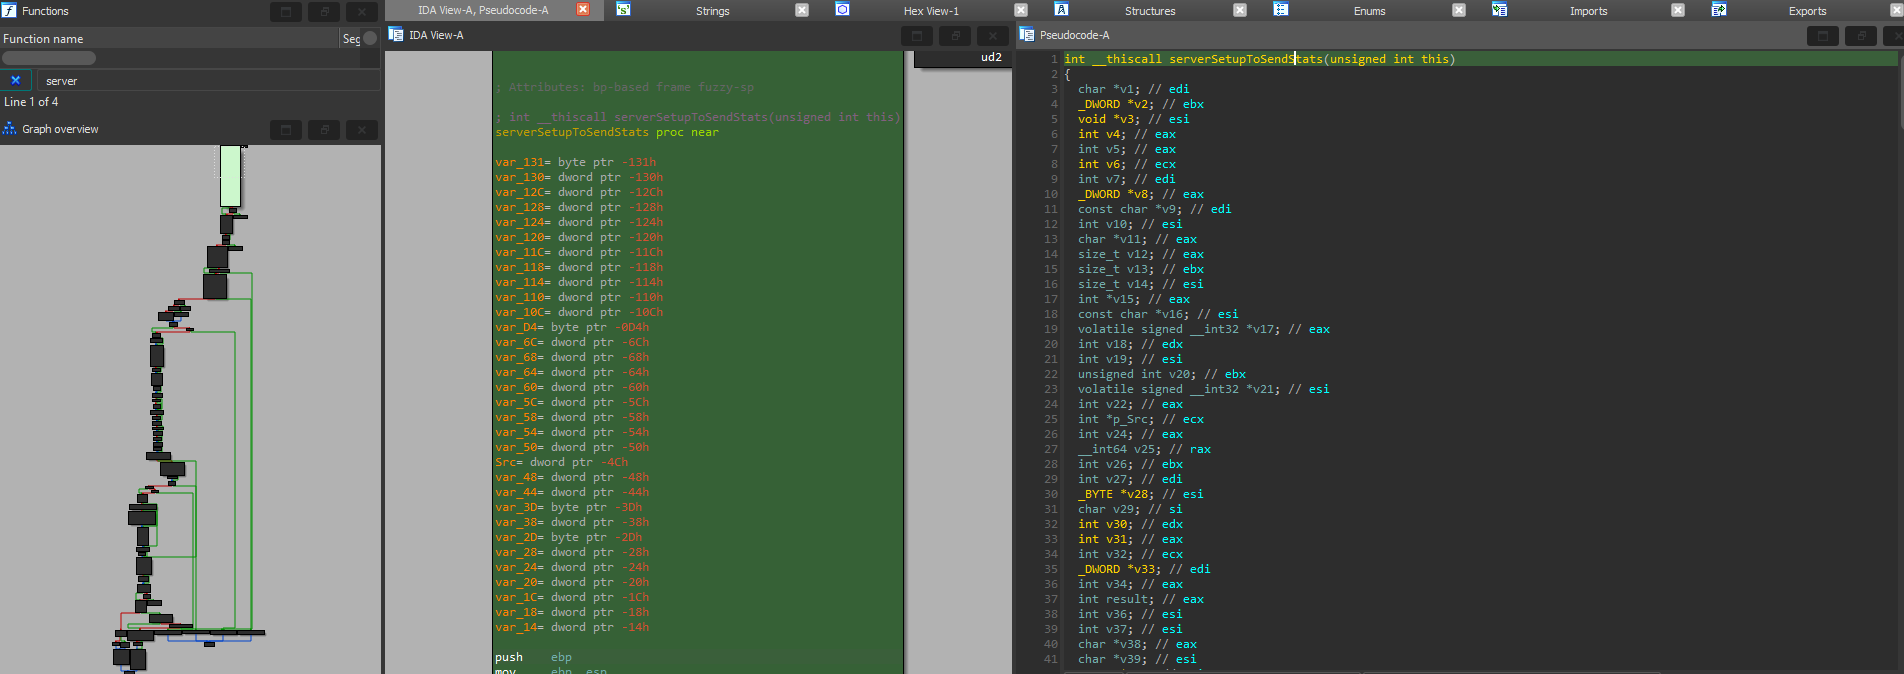 Functions
Function name Seg
server
Line 1 of 4
Graph overview
IDA View-A, Pseudocode-A Strings Hex View-1 Structures Enums Imports Exports
IDA View-A
; Attributes: bp-based frame fuzzy-sp
; int __thiscall serverSetupToSendStats(unsigned int this)
serverSetupToSendStats proc near
var_131= byte ptr -131h
var_130= dword ptr -130h
var_12C= dword ptr -12Ch
var_128= dword ptr -128h
var_124= dword ptr -124h
var_120= dword ptr -120h
var_11C= dword ptr -11Ch
var_118= dword ptr -118h
var_114= dword ptr -114h
var_110= dword ptr -110h
var_10C= dword ptr -10Ch
var_D4= byte ptr -0D4h
var_6C= dword ptr -6Ch
var_68= dword ptr -68h
var_64= dword ptr -64h
var_60= dword ptr -60h
var_5C= dword ptr -5Ch
var_58= dword ptr -58h
var_54= dword ptr -54h
var_50= dword ptr -50h
Src= dword ptr -4Ch
var_48= dword ptr -48h
var_44= dword ptr -44h
var_3D= byte ptr -3Dh
var_38= dword ptr -38h
var_2D= byte ptr -2Dh
var_28= dword ptr -28h
var_24= dword ptr -24h
var_20= dword ptr -20h
var_1C= dword ptr -1Ch
var_18= dword ptr -18h
var_14= dword ptr -14h
push ebp
mov ebp, esp
ud2
Pseudocode-A
1 int __thiscall serverSetupToSendStats(unsigned int this)
2 {
3 char *v1; // edi
4 _DWORD *v2; // ebx
5 void *v3; // esi
6 int v4; // eax
7 int v5; // eax
8 int v6; // ecx
9 int v7; // edi
10 _DWORD *v8; // eax
11 const char *v9; // edi
12 int v10; // esi
13 char *v11; // eax
14 size_t v12; // eax
15 size_t v13; // ebx
16 size_t v14; // esi
17 int *v15; // eax
18 const char *v16; // esi
19 volatile signed __int32 *v17; // eax
20 int v18; // edx
21 int v19; // esi
22 unsigned int v20; // ebx
23 volatile signed __int32 *v21; // esi
24 int v22; // eax
25 int *p_Src; // ecx
26 int v24; // eax
27 __int64 v25; // rax
28 int v26; // ebx
29 int v27; // edi
30 _BYTE *v28; // esi
31 char v29; // si
32 int v30; // edx
33 int v31; // eax
34 int v32; // ecx
35 _DWORD *v33; // edi
36 int v34; // eax
37 int result; // eax
38 int v36; // esi
39 int v37; // esi
40 char *v38; // eax
41 char *v39; // esi